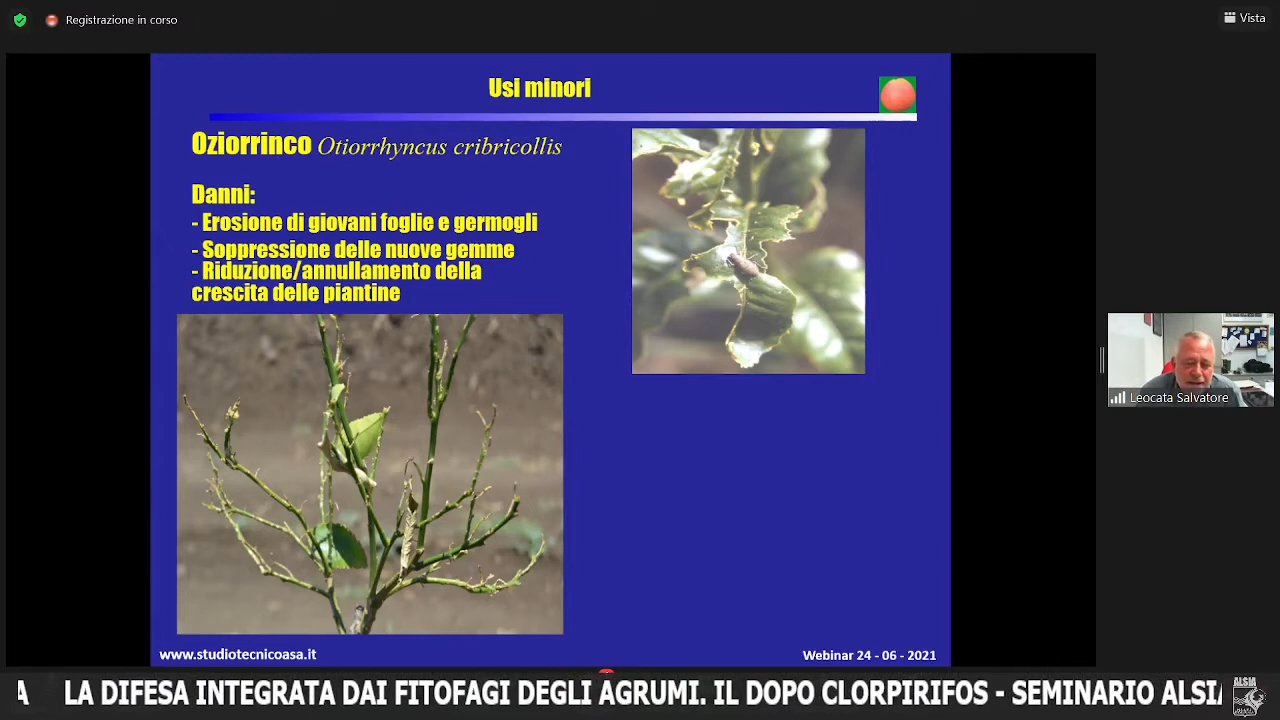 Registrazione in corso
Vista
Usi minori
Oziorrinco Otiorrhyncus cribricollis
Danni:
- Erosione di giovani foglie e germogli
- Soppressione delle nuove gemme
- Riduzione/annullamento della
crescita delle piantine
Leocata Salvatore
www.studiotecnicoasa.it
Webinar 24 - 06 - 2021
A LA DIFESA INTEGRATA DAI FITOFAGI DEGLI AGRUMI. IL DOPO CLORPIRIFOS - SEMINARIO ALSIA
ALSIA